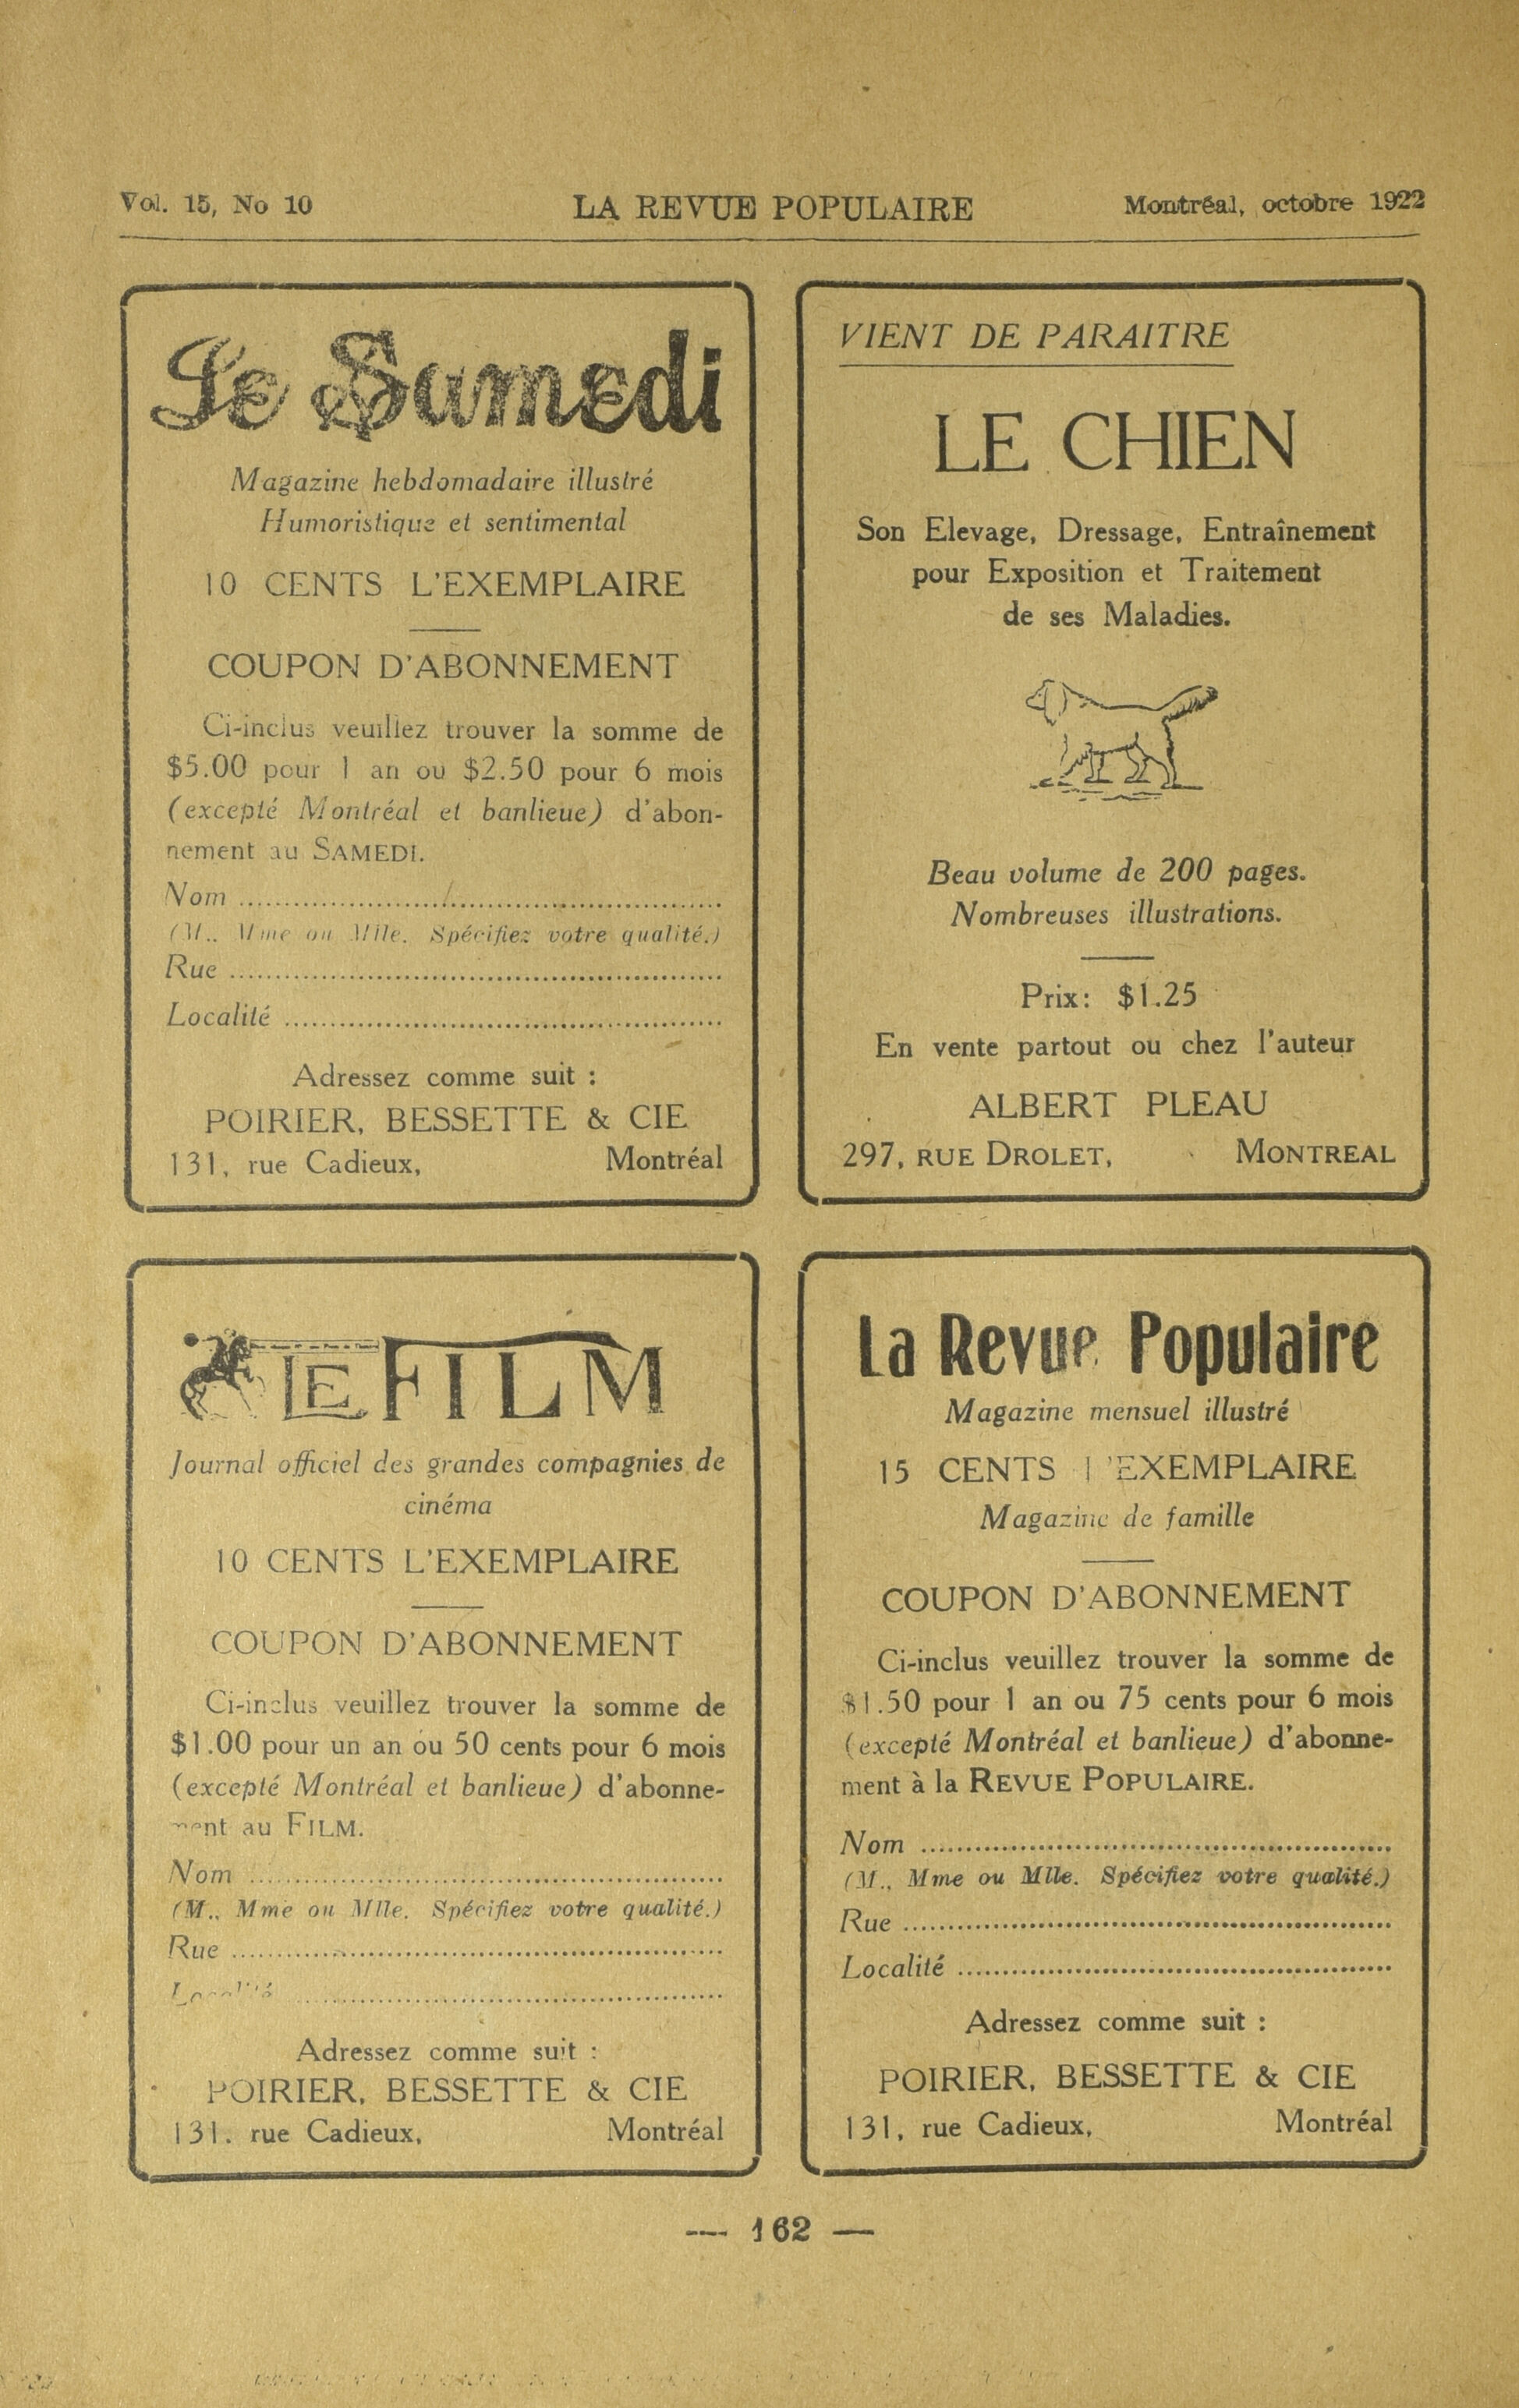 Vol. 15, No 10 LA REVUE POPULAIRE Montréal, octobre 1922
Le Samedi
Magazine hebdomadaire illustré
Humoristique et sentimental
10 CENTS L'EXEMPLAIRE
COUPON D'ABONNEMENT
Ci-inclus veuillez trouver la somme de
$5.00 pour 1 an ou $2.50 pour 6 mois
(excepté Montréal et banlieue) d'abon-
nement au SAMEDI.
Nom
(M., Mme ou Mlle. Spécifiez votre qualité.)
Rue
Localité
Adressez comme suit :
POIRIER, BESSETTE & CIE
131, rue Cadieux, Montréal
VIENT DE PARAITRE
LE CHIEN
Son Elevage, Dressage, Entraînement
pour Exposition et Traitement
de ses Maladies.
Beau volume de 200 pages.
Nombreuses illustrations.
Prix: $1.25
En vente partout ou chez l'auteur
ALBERT PLEAU
297, RUE DROLET, MONTREAL
LE FILM
Journal officiel des grandes compagnies de
cinéma
10 CENTS L'EXEMPLAIRE
COUPON D'ABONNEMENT
Ci-inclus veuillez trouver la somme de
$1.00 pour un an ou 50 cents pour 6 mois
(excepté Montréal et banlieue) d'abonne-
ment au FILM.
Nom
(M., Mme ou Mlle. Spécifiez votre qualité.)
Rue
Localité
Adressez comme suit :
POIRIER, BESSETTE & CIE
131, rue Cadieux, Montréal
La Revue Populaire
Magazine mensuel illustré
15 CENTS L'EXEMPLAIRE
Magazine de famille
COUPON D'ABONNEMENT
Ci-inclus veuillez trouver la somme de
$1.50 pour 1 an ou 75 cents pour 6 mois
(excepté Montréal et banlieue) d'abonne-
ment à la REVUE POPULAIRE.
Nom
(M., Mme ou Mlle. Spécifiez votre qualité.)
Rue
Localité
Adressez comme suit :
POIRIER, BESSETTE & CIE
131, rue Cadieux, Montréal
— 162 —